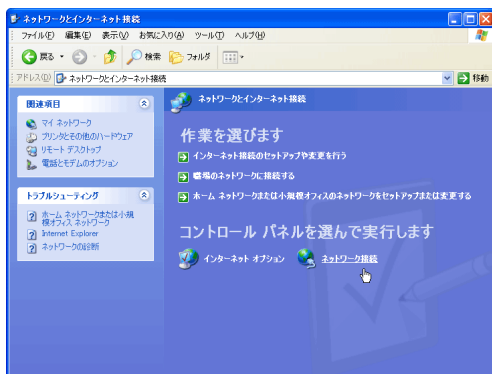 ネットワークとインターネット接続
ファイル(F) 編集(E) 表示(V) お気に入り(A) ツール(T) ヘルプ(H)
戻る 検索 フォルダ
アドレス(D) ネットワークとインターネット接続 移動
関連項目
マイ ネットワーク
プリンタとその他のハードウェア
リモート デスクトップ
電話とモデムのオプション
トラブルシューティング
ホーム ネットワークまたは小規
模オフィス ネットワーク
Internet Explorer
ネットワークの診断
ネットワークとインターネット接続
作業を選びます
インターネット接続のセットアップや変更を行う
職場のネットワークに接続する
ホーム ネットワークまたは小規模オフィスのネットワークをセットアップまたは変更する
コントロール パネルを選んで実行します
インターネット オプション ネットワーク接続